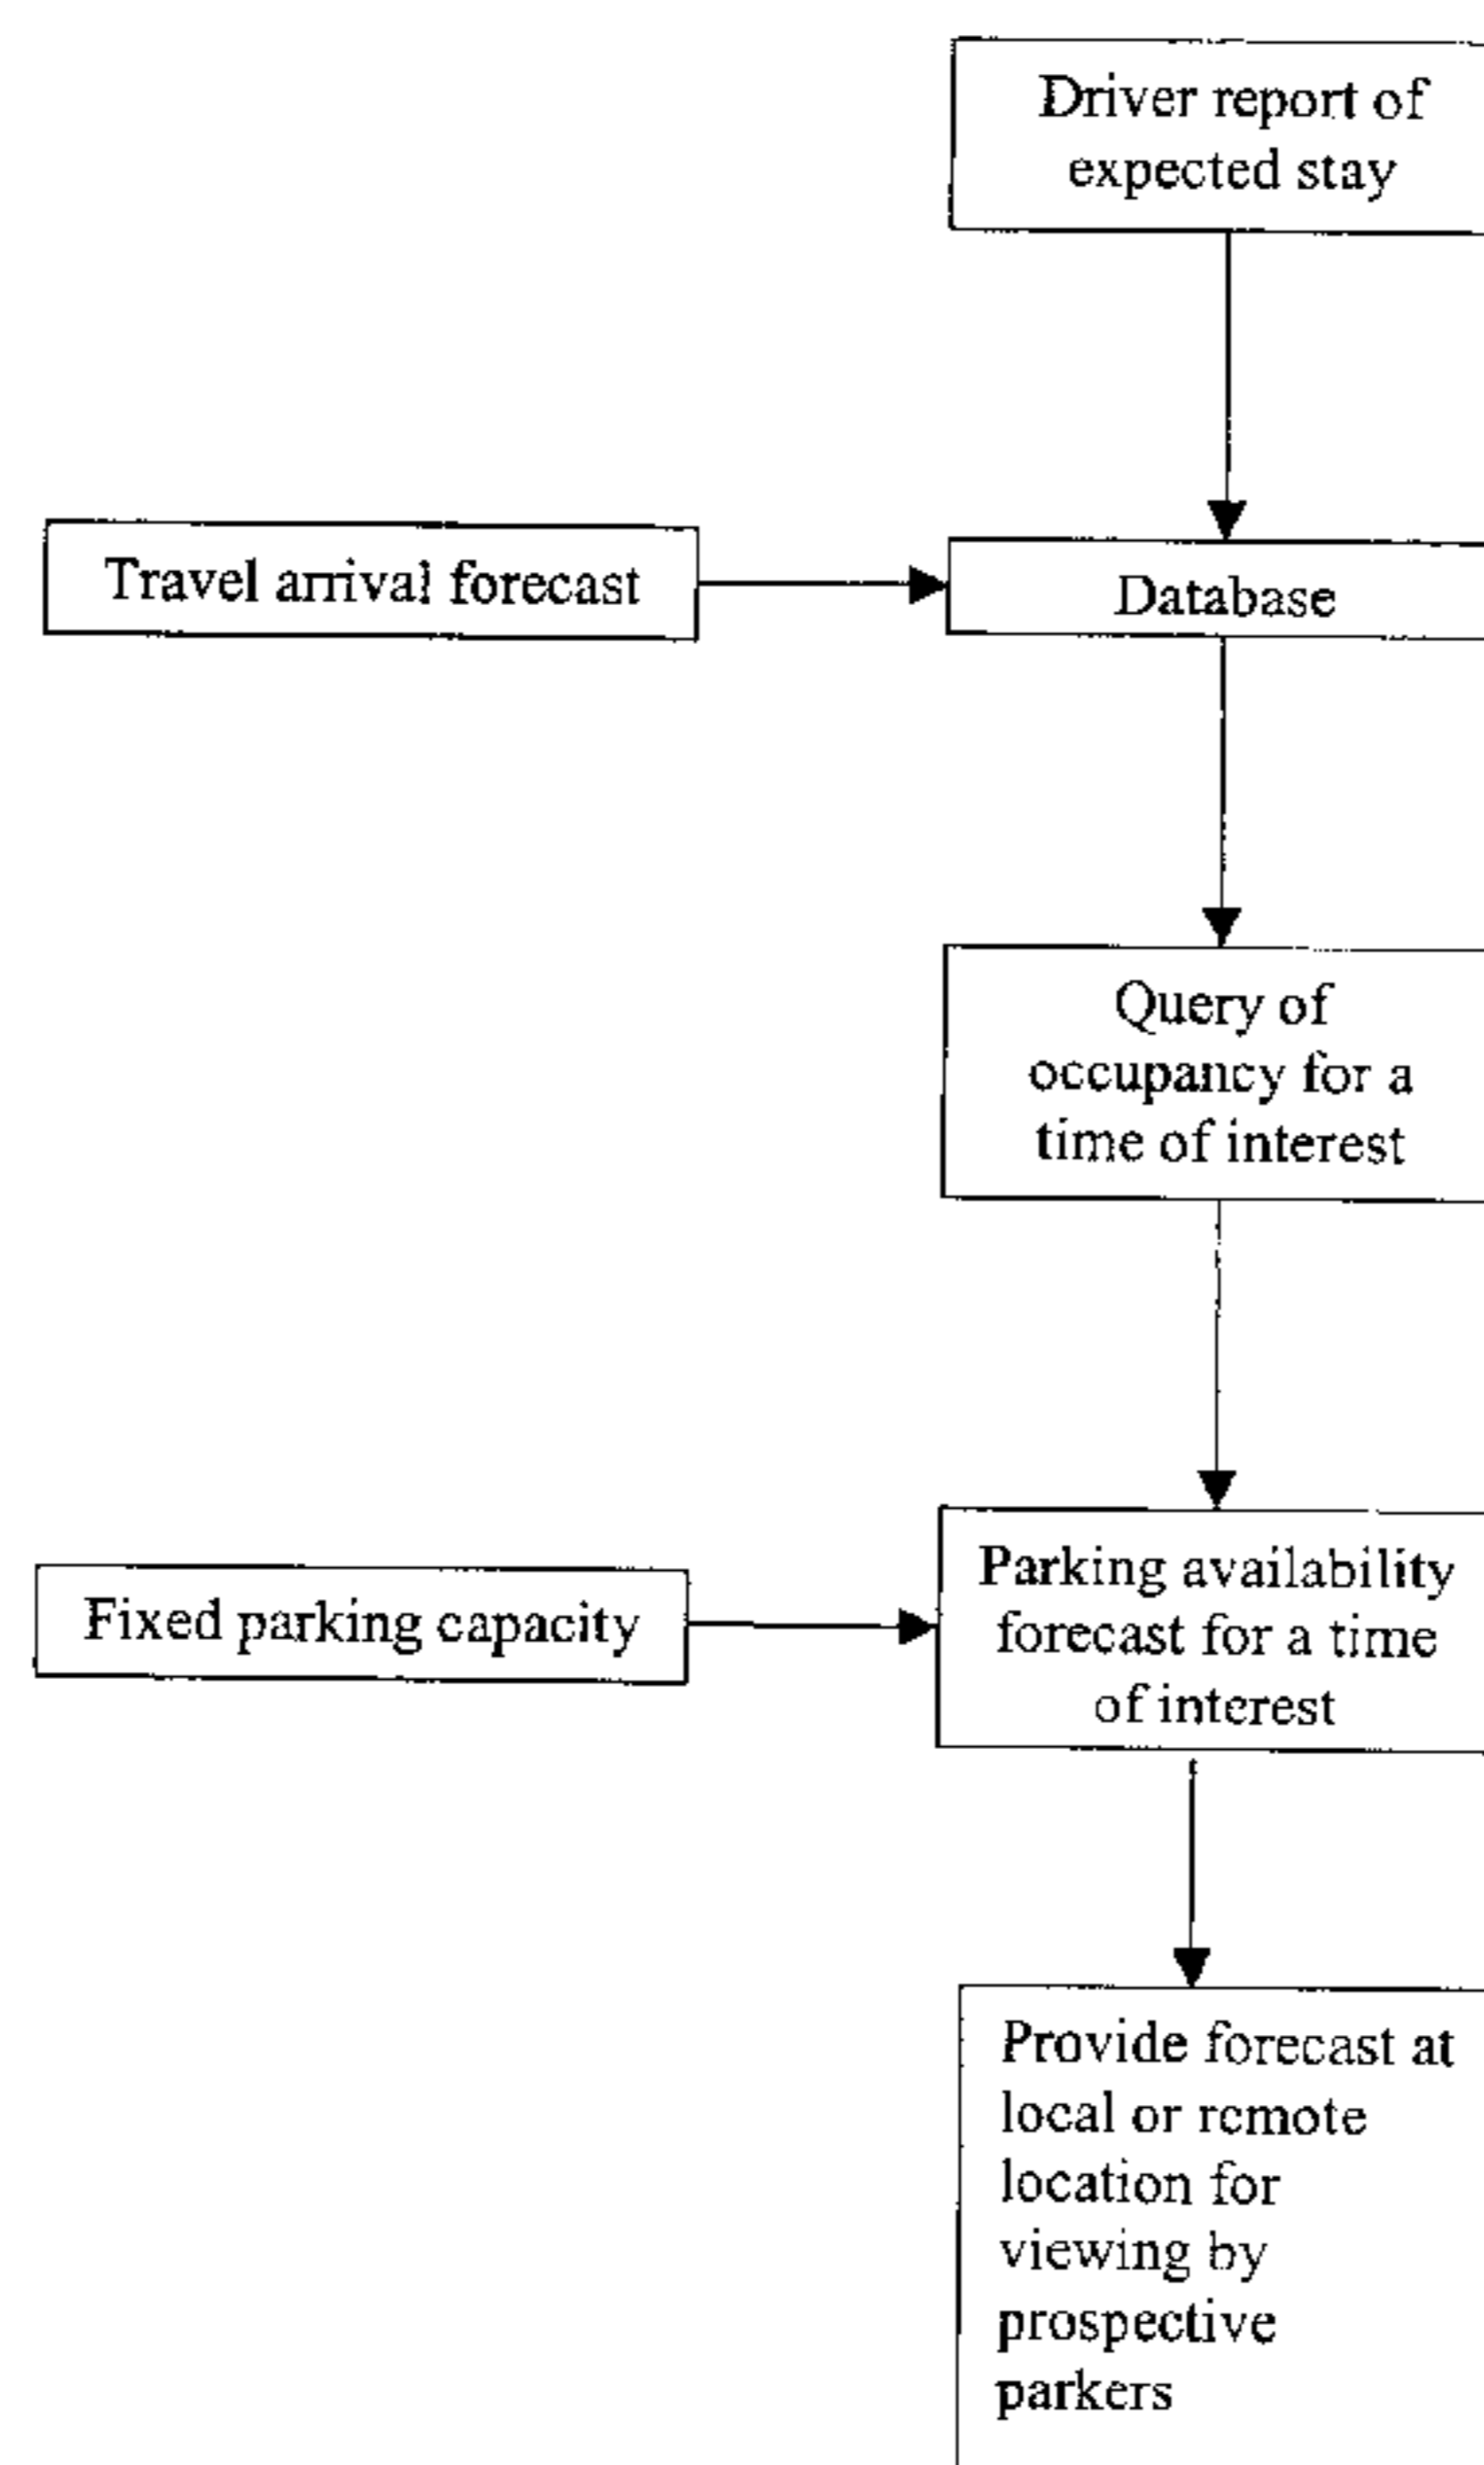 Driver report of
expected stay
Travel arrival forecast
Database
Query of
occupancy for a
time of interest
Parking availability
forecast for a time
of interest
Fixed parking capacity
Provide forecast at
local or remote
location for
viewing by
prospective
parkers